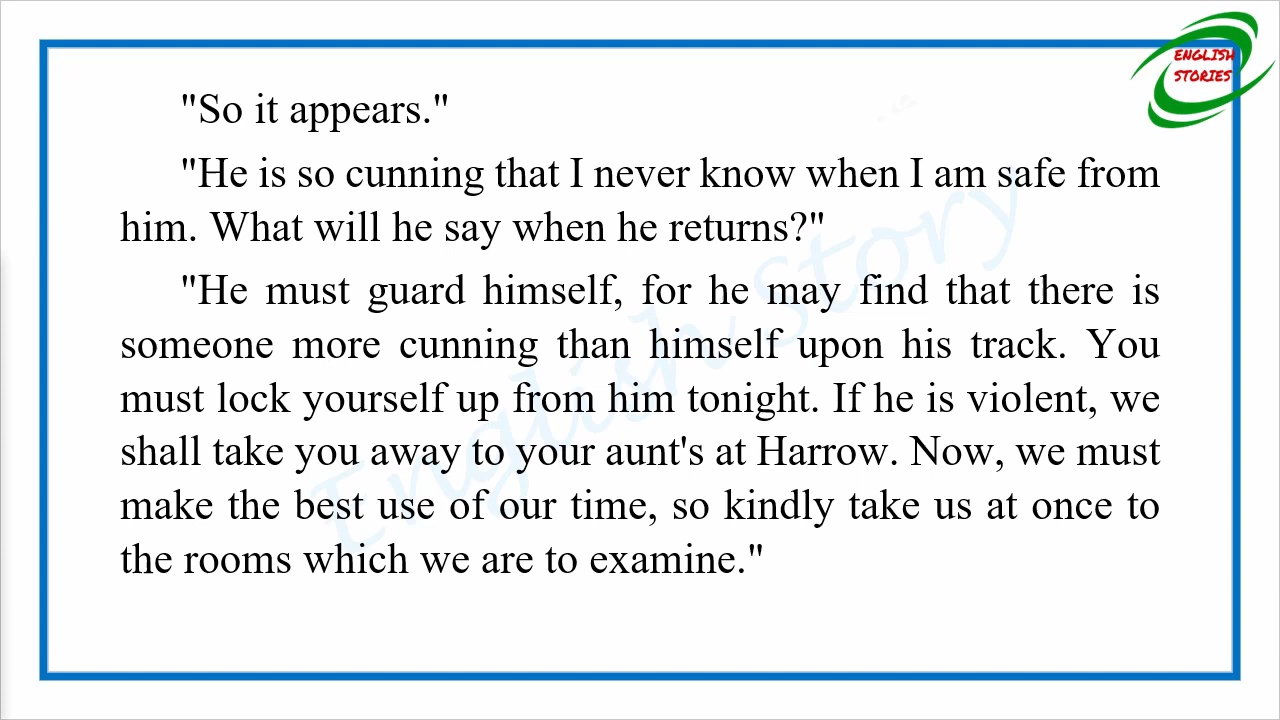 ENGLISH
STORIES
"So it appears."
"He is so cunning that I never know when I am safe from
him. What will he say when he returns?"
"He must guard himself, for he may find that there is
someone more cunning than himself upon his track. You
must lock yourself up from him tonight. If he is violent, we
shall take you away to your aunt's at Harrow. Now, we must
make the best use of our time, so kindly take us at once to
the rooms which we are to examine."
English Story